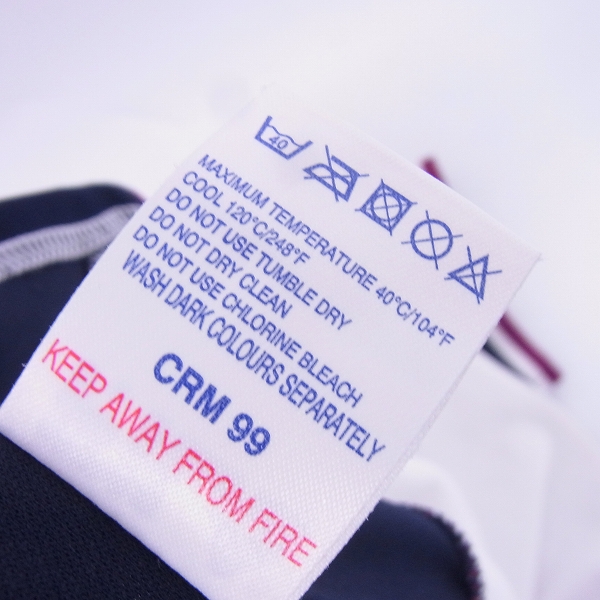 40
MAXIMUM TEMPERATURE 40°C/104°F
COOL 120°C/248°F
DO NOT USE TUMBLE DRY
DO NOT DRY CLEAN
DO NOT USE CHLORINE BLEACH
WASH DARK COLOURS SEPARATELY
CRM 99
KEEP AWAY FROM FIRE